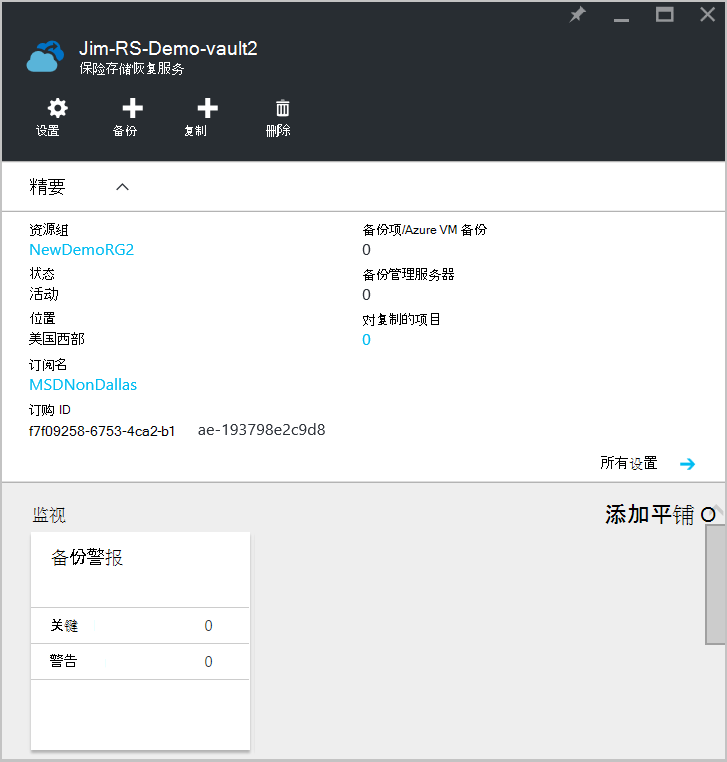 Jim-RS-Demo-vault2
保险存储恢复服务
设置 备份 复制 删除
精要
资源组
NewDemoRG2
状态
活动
位置
美国西部
订阅名
MSDNonDallas
订购 ID
f7f09258-6753-4ca2-b1 ae-193798e2c9d8
备份项/Azure VM 备份
0
备份管理服务器
0
对复制的项目
0
所有设置
监视
添加平铺 O
备份警报
关键 0
警告 0